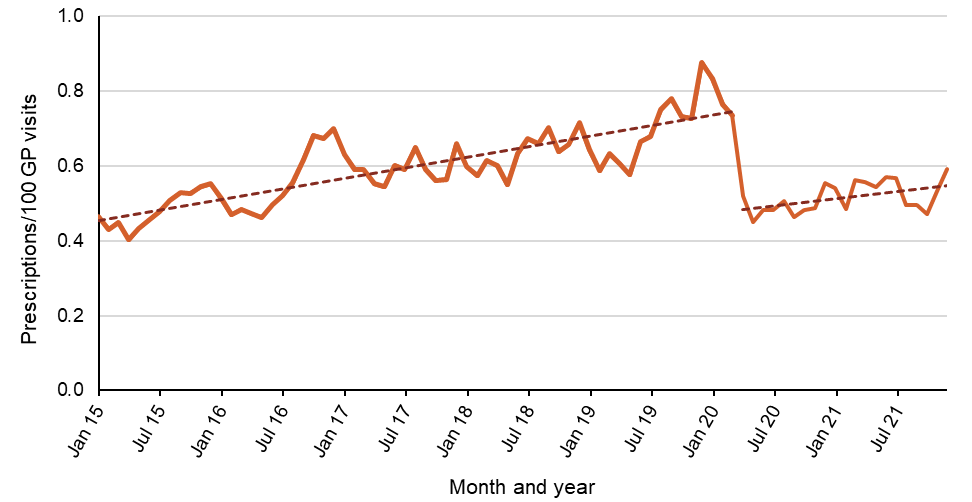 1.0
0.8
0.6
0.4
0.2
0.0
Prescriptions/100 GP visits
Jan 15
Jul 15
Jan 16
Jul 16
Jan 17
Jul 17
Jan 18
Jul 18
Jan 19
Jul 19
Jan 20
Jul 20
Jan 21
Jul 21
Month and year